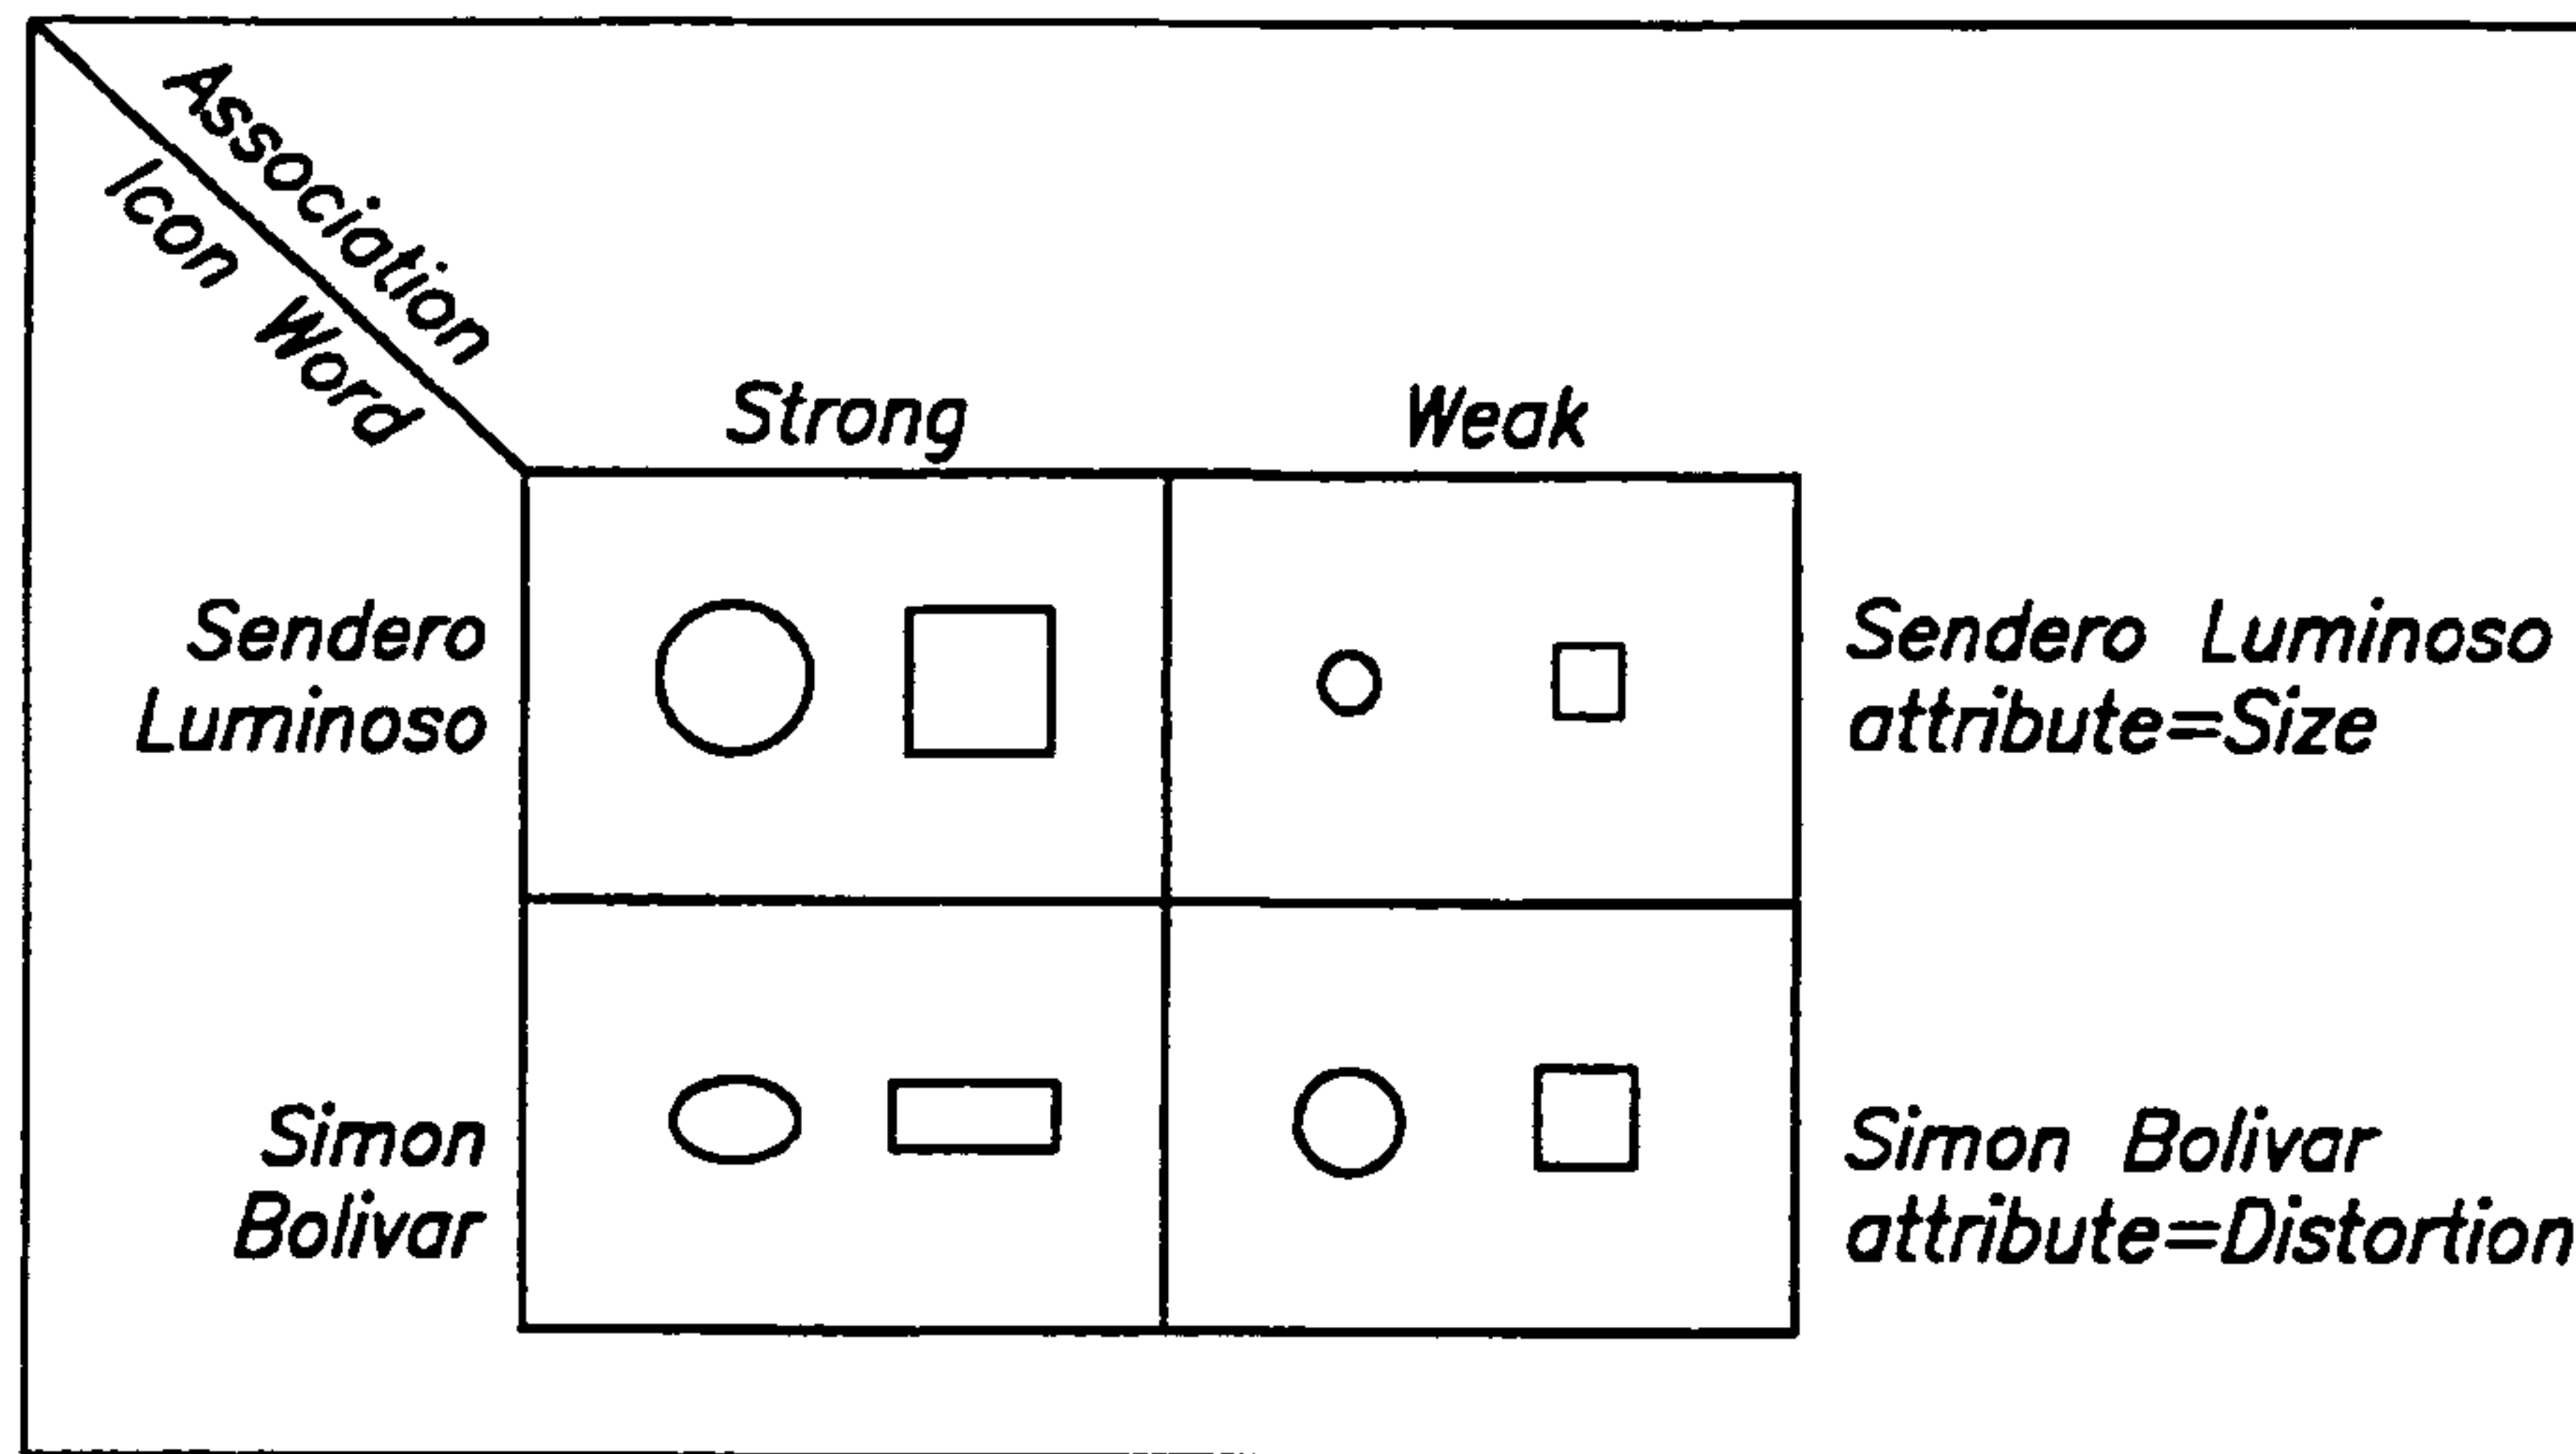 Association
Icon Word
Strong
Weak
Sendero
Luminoso
Sendero Luminoso
attribute=Size
Simon
Bolivar
Simon Bolivar
attribute=Distortion